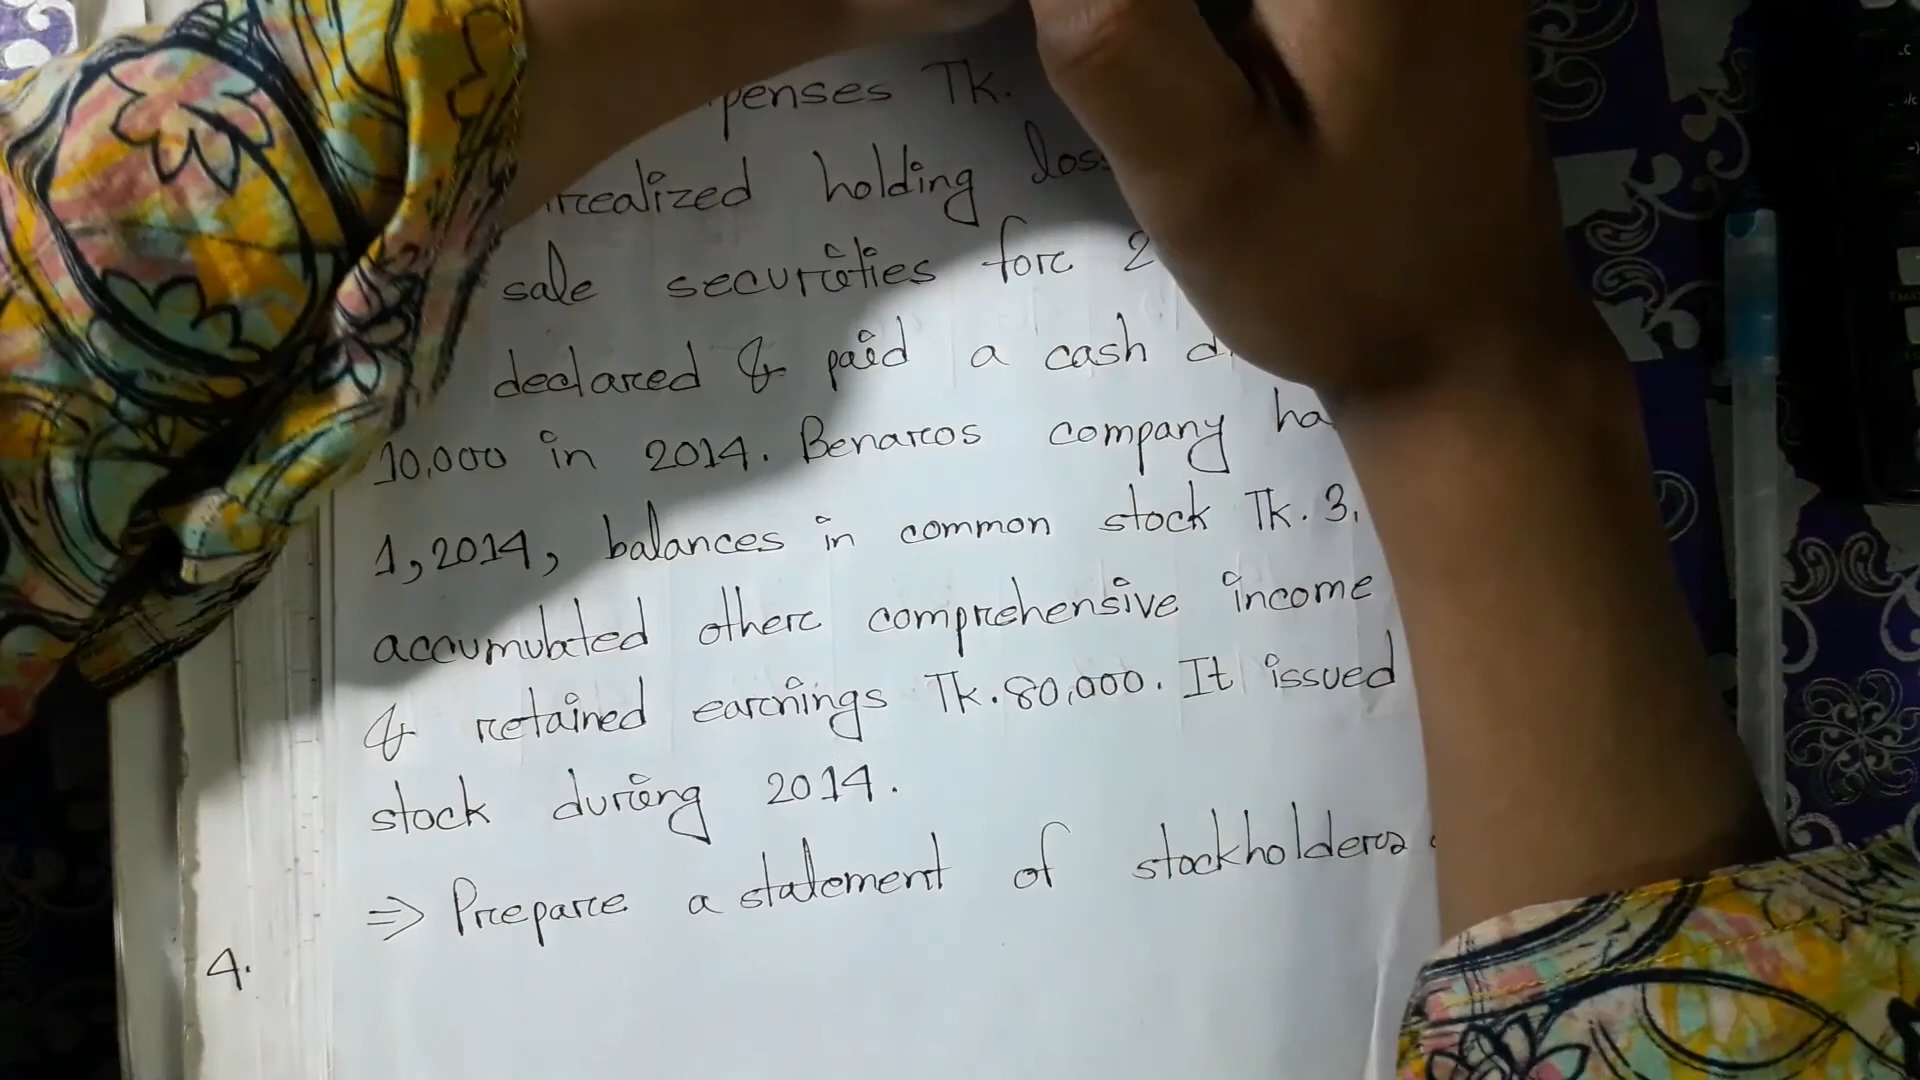 penses Tk.
realized holding loss
sale securities for 2
declared & paid a cash d
10,000 in 2014. Benaros company ha
1, 2014, balances in common stock Tk. 3,
accumulated other comprehensive income
& retained earnings Tk. 80,000. It issued
stock during 2014.
⇒ Prepare a statement of stockholders
4.